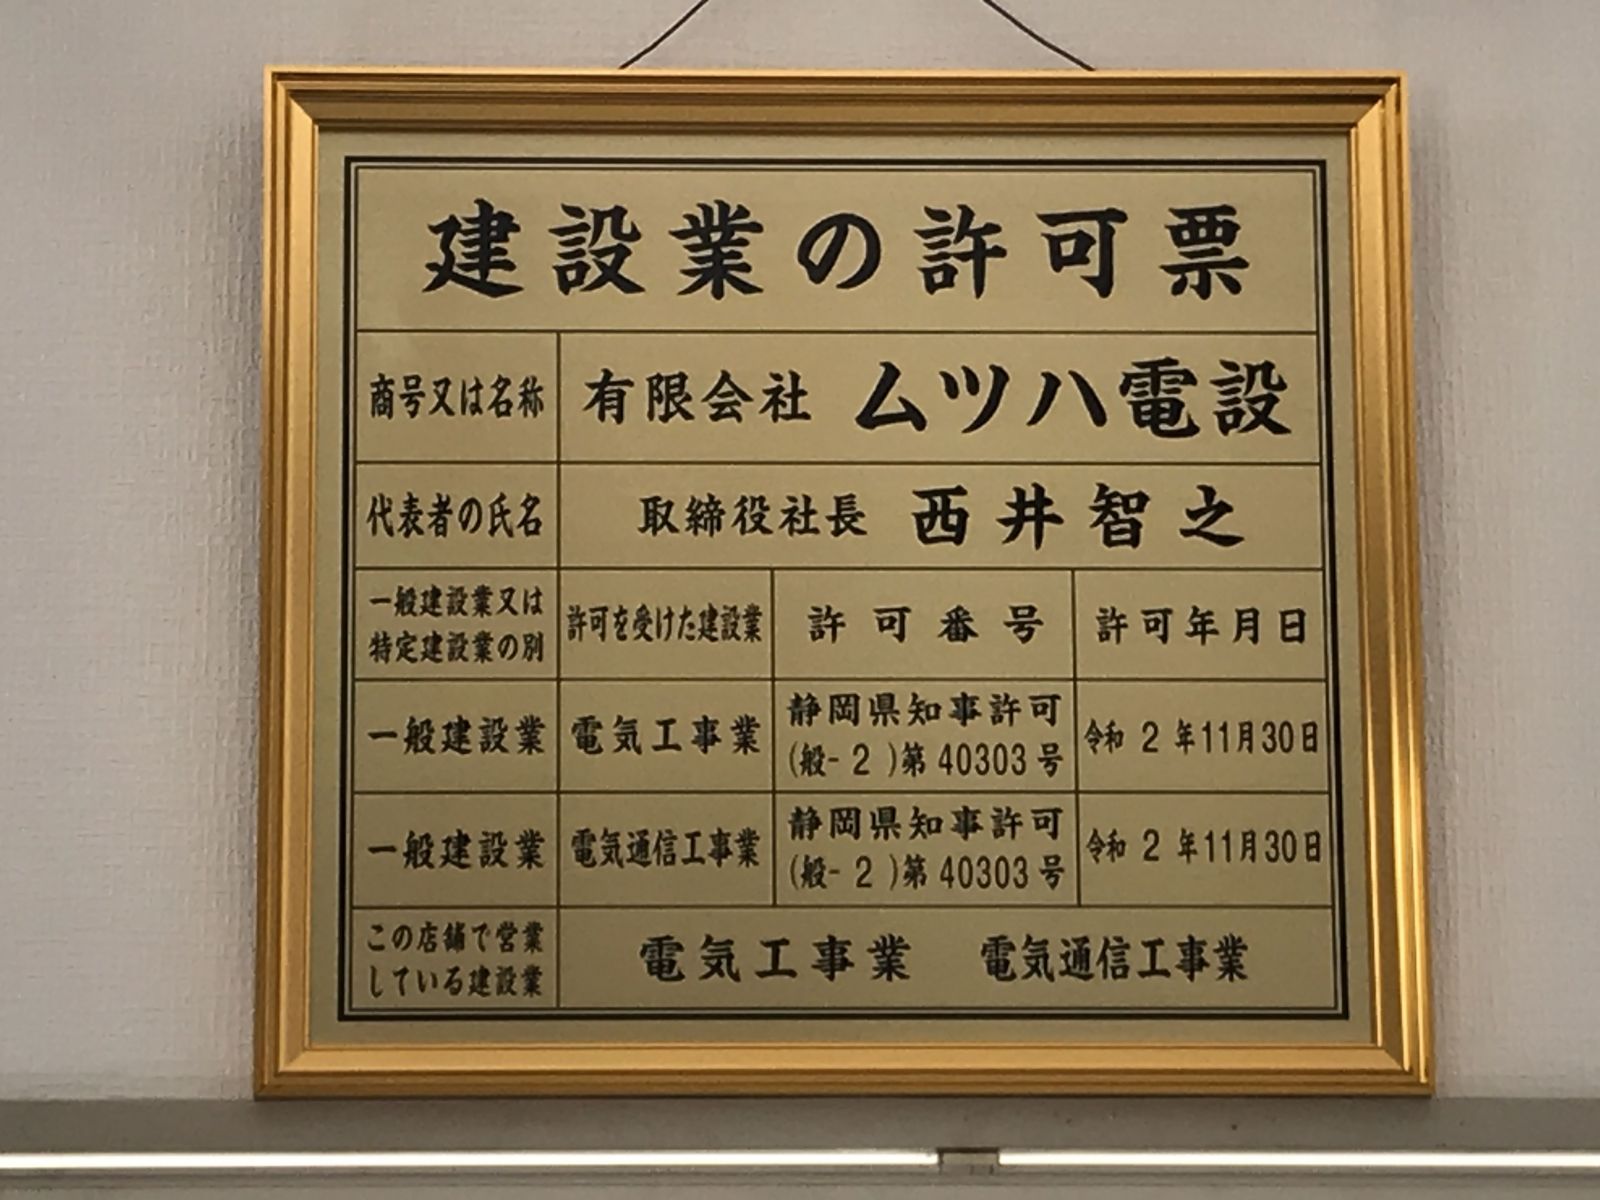 建設業の許可票
商号又は名称 有限会社 ムツハ電設
代表者の氏名 取締役社長 西井智之
一般建設業又は
特定建設業の別
許可を受けた建設業
許可番号
許可年月日
一般建設業
電気工事業
静岡県知事許可
(般-2)第40303号
令和2年11月30日
一般建設業
電気通信工事業
静岡県知事許可
(般-2)第40303号
令和2年11月30日
この店舗で営業
している建設業
電気工事業 電気通信工事業